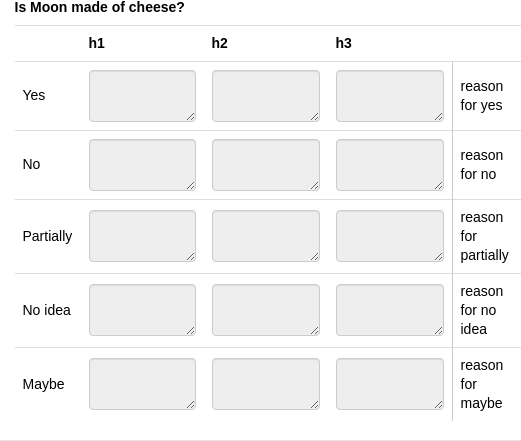 Is Moon made of cheese?
h1 h2 h3
Yes
reason
for yes
No
reason
for no
Partially
reason
for
partially
No idea
reason
for no
idea
Maybe
reason
for
maybe